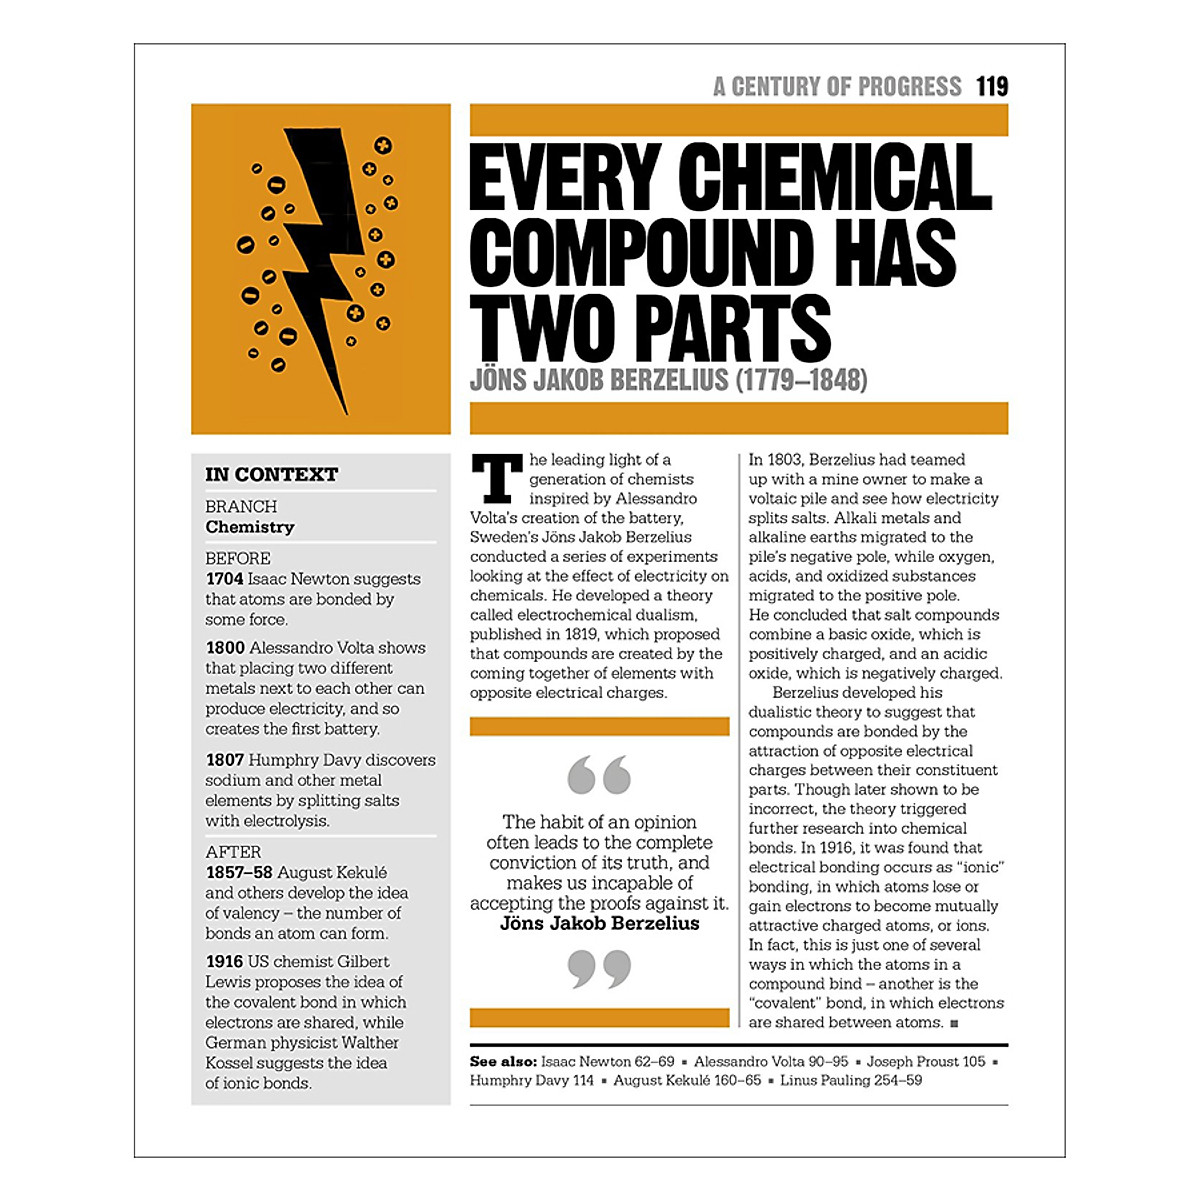 A CENTURY OF PROGRESS 119
EVERY CHEMICAL
COMPOUND HAS
TWO PARTS
JÖNS JAKOB BERZELIUS (1779–1848)
IN CONTEXT
BRANCH
Chemistry
BEFORE
1704 Isaac Newton suggests
that atoms are bonded by
some force.
1800 Alessandro Volta shows
that placing two different
metals next to each other can
produce electricity, and so
creates the first battery.
1807 Humphry Davy discovers
sodium and other metal
elements by splitting salts
with electrolysis.
AFTER
1857–58 August Kekulé
and others develop the idea
of valency – the number of
bonds an atom can form.
1916 US chemist Gilbert
Lewis proposes the idea of
the covalent bond in which
electrons are shared, while
German physicist Walther
Kossel suggests the idea
of ionic bonds.
The leading light of a
generation of chemists
inspired by Alessandro
Volta's creation of the battery,
Sweden's Jöns Jakob Berzelius
conducted a series of experiments
looking at the effect of electricity on
chemicals. He developed a theory
called electrochemical dualism,
published in 1819, which proposed
that compounds are created by the
coming together of elements with
opposite electrical charges.
“
The habit of an opinion
often leads to the complete
conviction of its truth, and
makes us incapable of
accepting the proofs against it.
Jöns Jakob Berzelius
”
In 1803, Berzelius had teamed
up with a mine owner to make a
voltaic pile and see how electricity
splits salts. Alkali metals and
alkaline earths migrated to the
pile's negative pole, while oxygen,
acids, and oxidized substances
migrated to the positive pole.
He concluded that salt compounds
combine a basic oxide, which is
positively charged, and an acidic
oxide, which is negatively charged.
Berzelius developed his
dualistic theory to suggest that
compounds are bonded by the
attraction of opposite electrical
charges between their constituent
parts. Though later shown to be
incorrect, the theory triggered
further research into chemical
bonds. In 1916, it was found that
electrical bonding occurs as “ionic”
bonding, in which atoms lose or
gain electrons to become mutually
attractive charged atoms, or ions.
In fact, this is just one of several
ways in which the atoms in a
compound bind – another is the
“covalent” bond, in which electrons
are shared between atoms. ■
See also: Isaac Newton 62–69 ▪ Alessandro Volta 90–95 ▪ Joseph Proust 105 ▪
Humphry Davy 114 ▪ August Kekulé 160–65 ▪ Linus Pauling 254–59